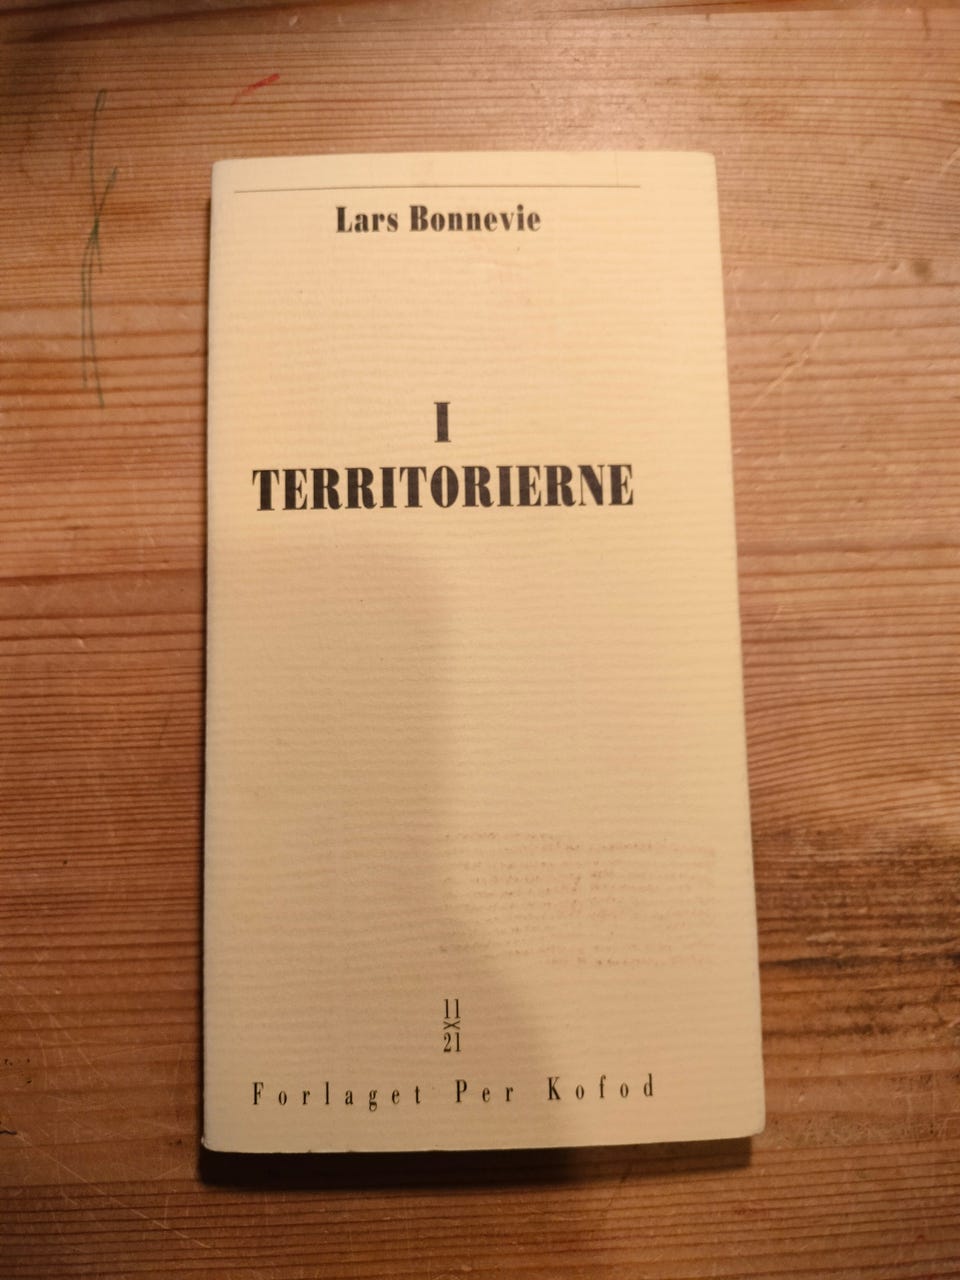 Lars Bonnevie
I
TERRITORIERNE
11
×
21
Forlaget Per Kofod